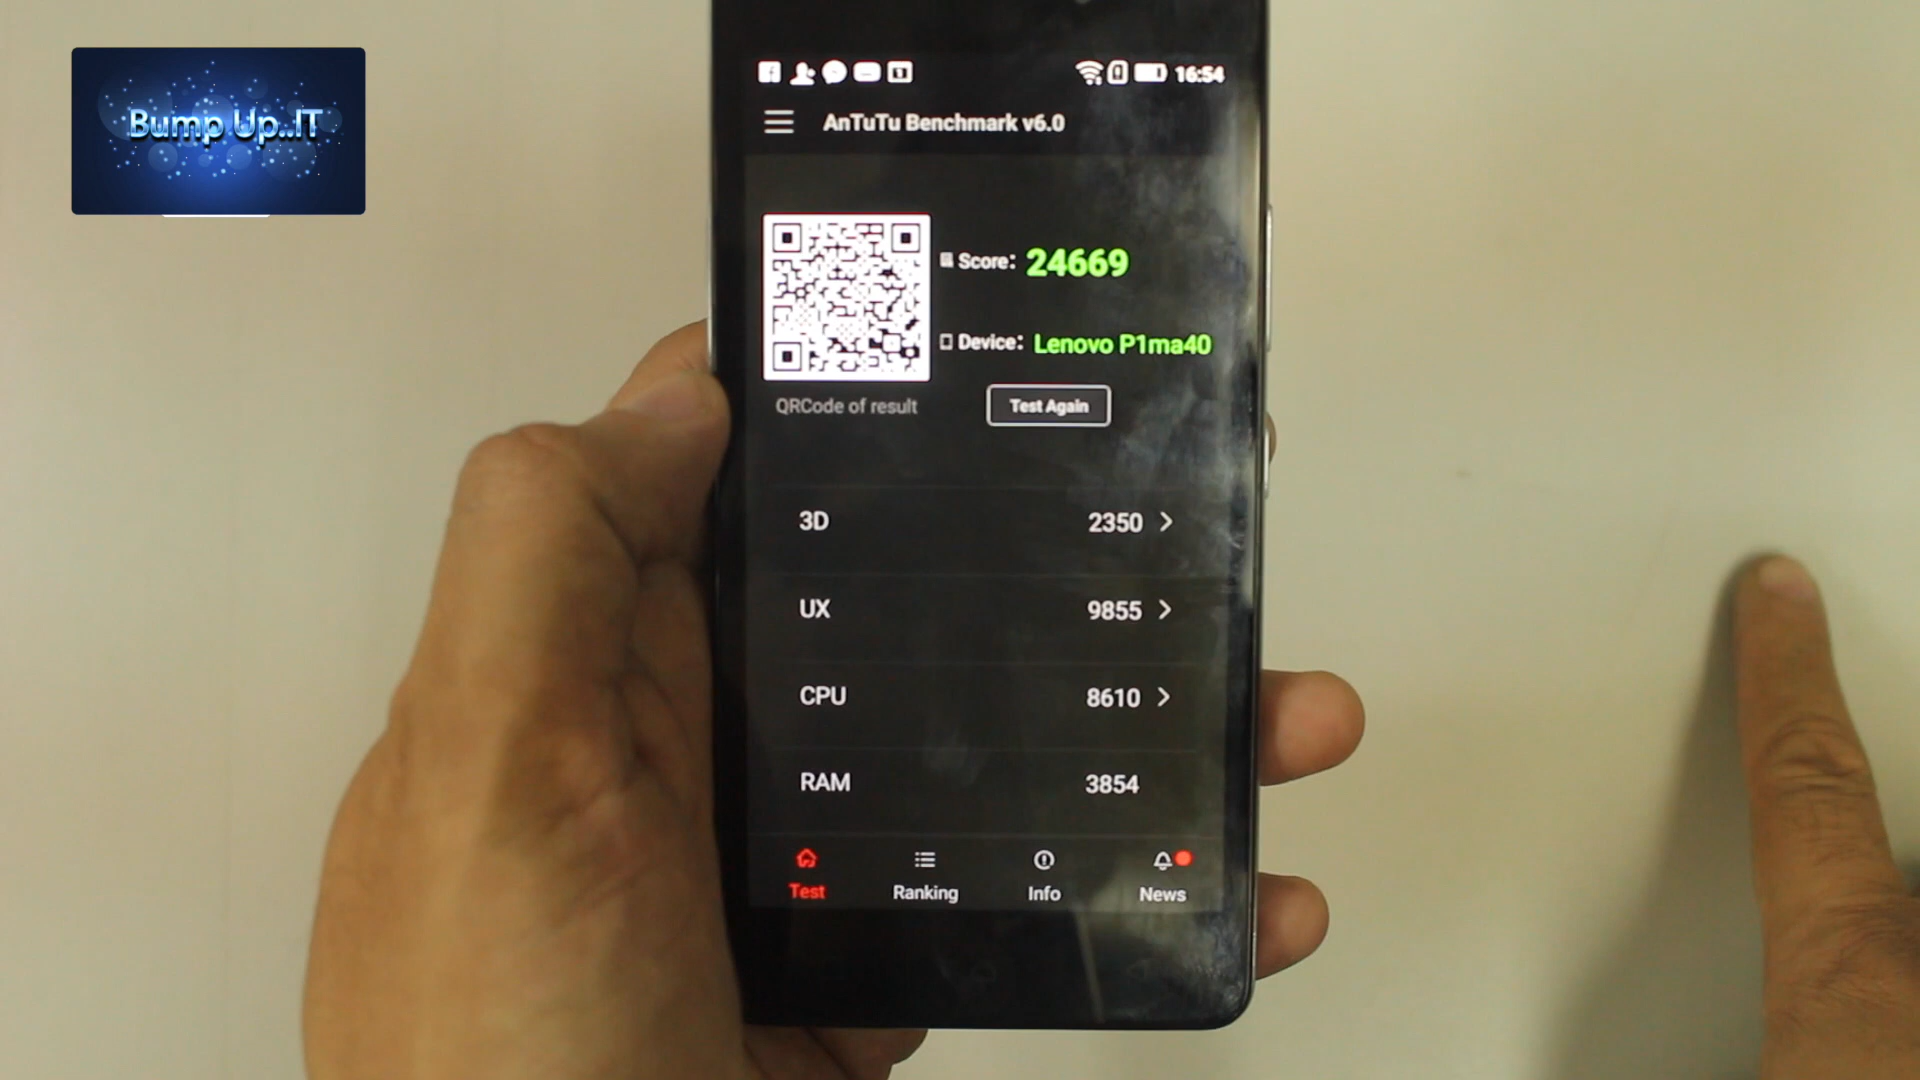 Bump Up..IT
16:54
AnTuTu Benchmark v6.0
Score: 24669
Device: Lenovo P1ma40
QRCode of result
Test Again
3D 2350
UX 9855
CPU 8610
RAM 3854
Test Ranking Info News